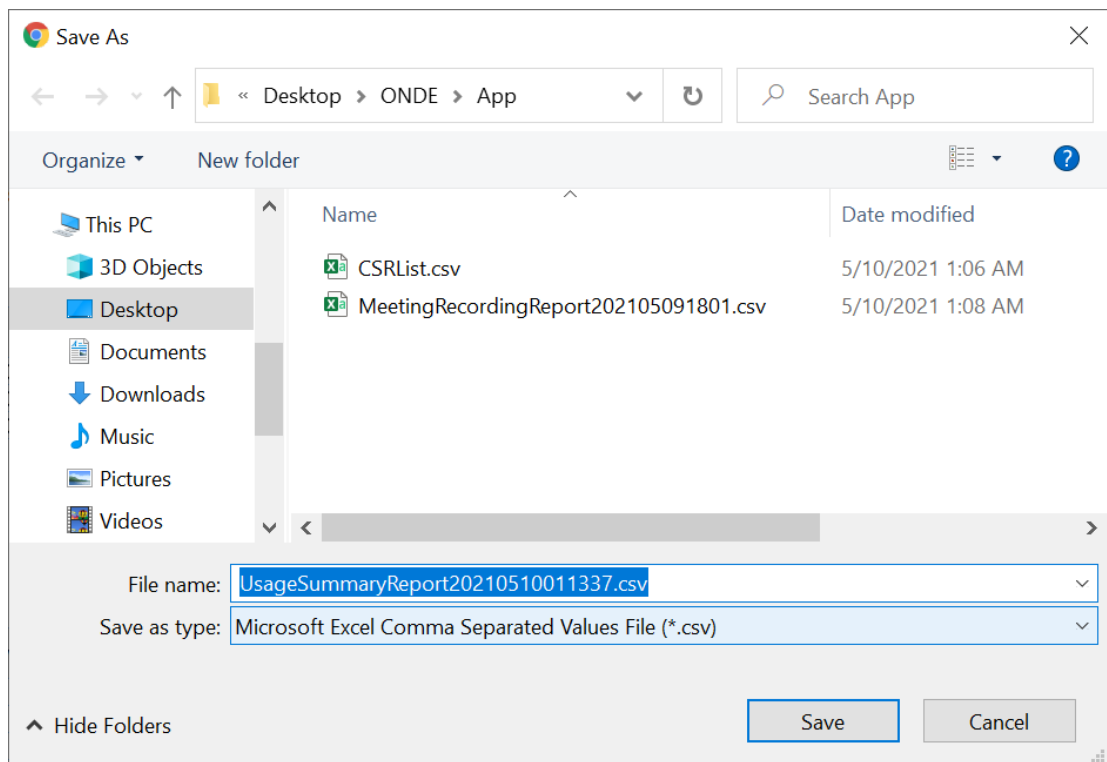 Save As
« Desktop > ONDE > App
Search App
Organize
New folder
?
This PC
3D Objects
Desktop
Documents
Downloads
Music
Pictures
Videos
Name
Date modified
CSRList.csv
5/10/2021 1:06 AM
MeetingRecordingReport202105091801.csv
5/10/2021 1:08 AM
File name: UsageSummaryReport20210510011337.csv
Save as type: Microsoft Excel Comma Separated Values File (*.csv)
Hide Folders
Save
Cancel